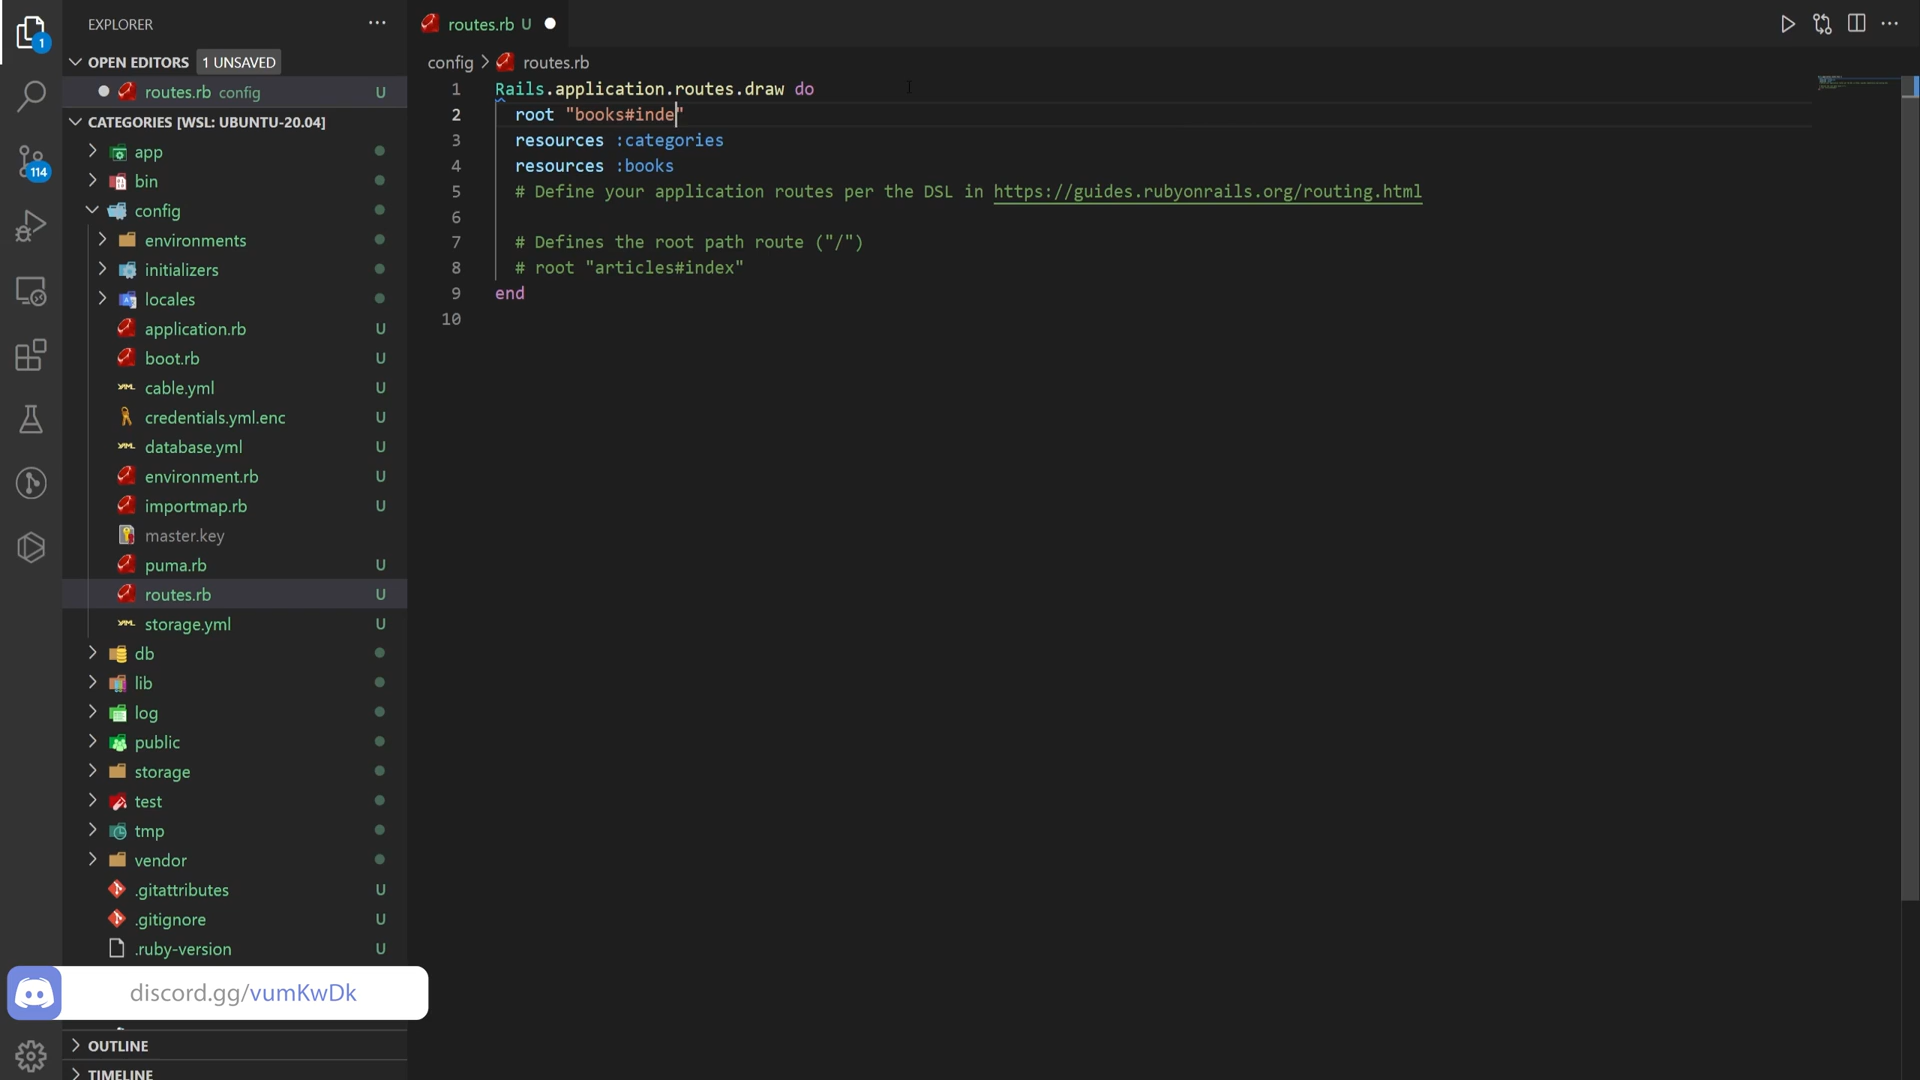 EXPLORER
OPEN EDITORS
1 UNSAVED
routes.rb config
U
CATEGORIES [WSL: UBUNTU-20.04]
app
bin
config
environments
initializers
locales
application.rb U
boot.rb U
cable.yml U
credentials.yml.enc U
database.yml U
environment.rb U
importmap.rb U
master.key
puma.rb U
routes.rb U
storage.yml U
db
lib
log
public
storage
test
tmp
vendor
.gitattributes U
.gitignore U
.ruby-version U
OUTLINE
TIMELINE
1
114
discord.gg/vumKwDk
routes.rb U
config > routes.rb
1 Rails.application.routes.draw do
2 root "books#inde"
3 resources :categories
4 resources :books
5 # Define your application routes per the DSL in https://guides.rubyonrails.org/routing.html
6
7 # Defines the root path route ("/")
8 # root "articles#index"
9 end
10